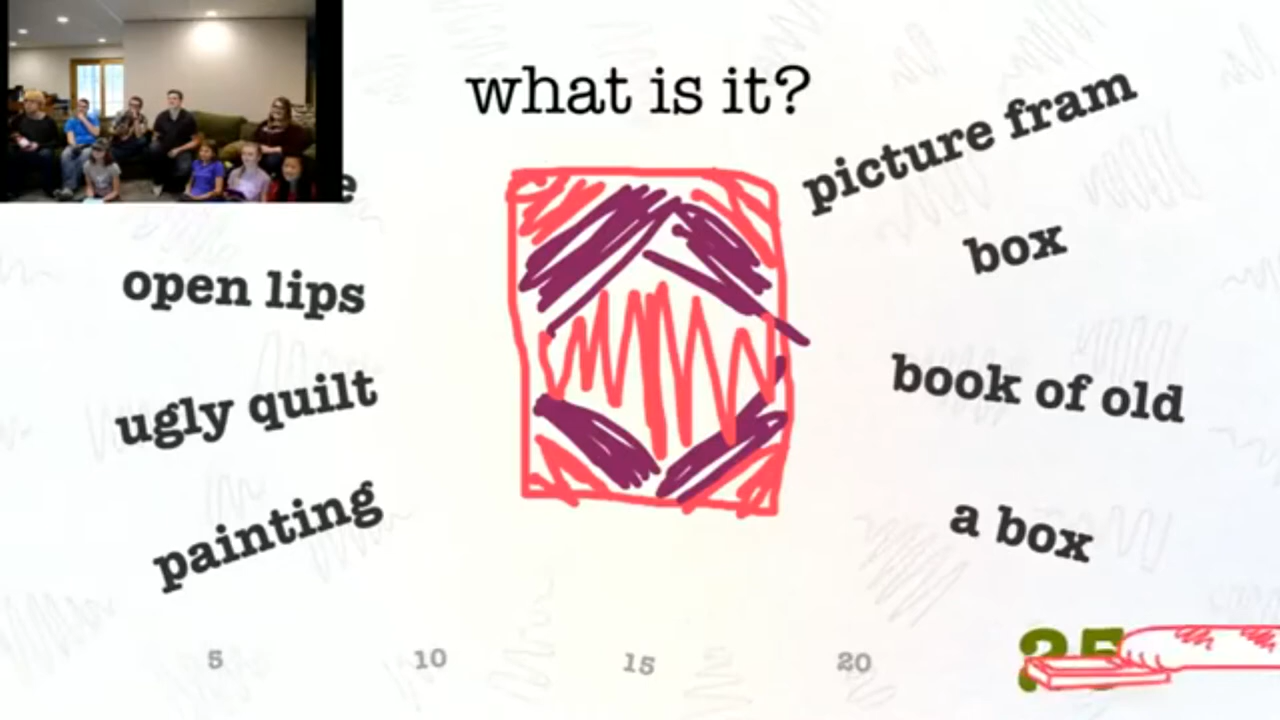 what is it?
picture fram
box
open lips
book of old
ugly quilt
a box
painting
5
10
15
20